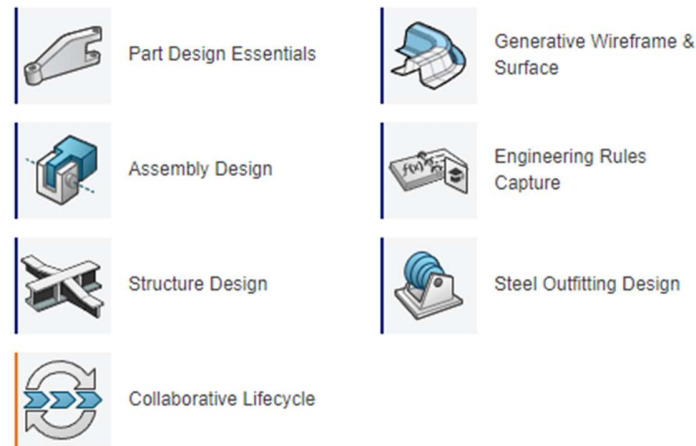 Part Design Essentials
Generative Wireframe &
Surface
Assembly Design
Engineering Rules
Capture
f(x)
Structure Design
Steel Outfitting Design
Collaborative Lifecycle